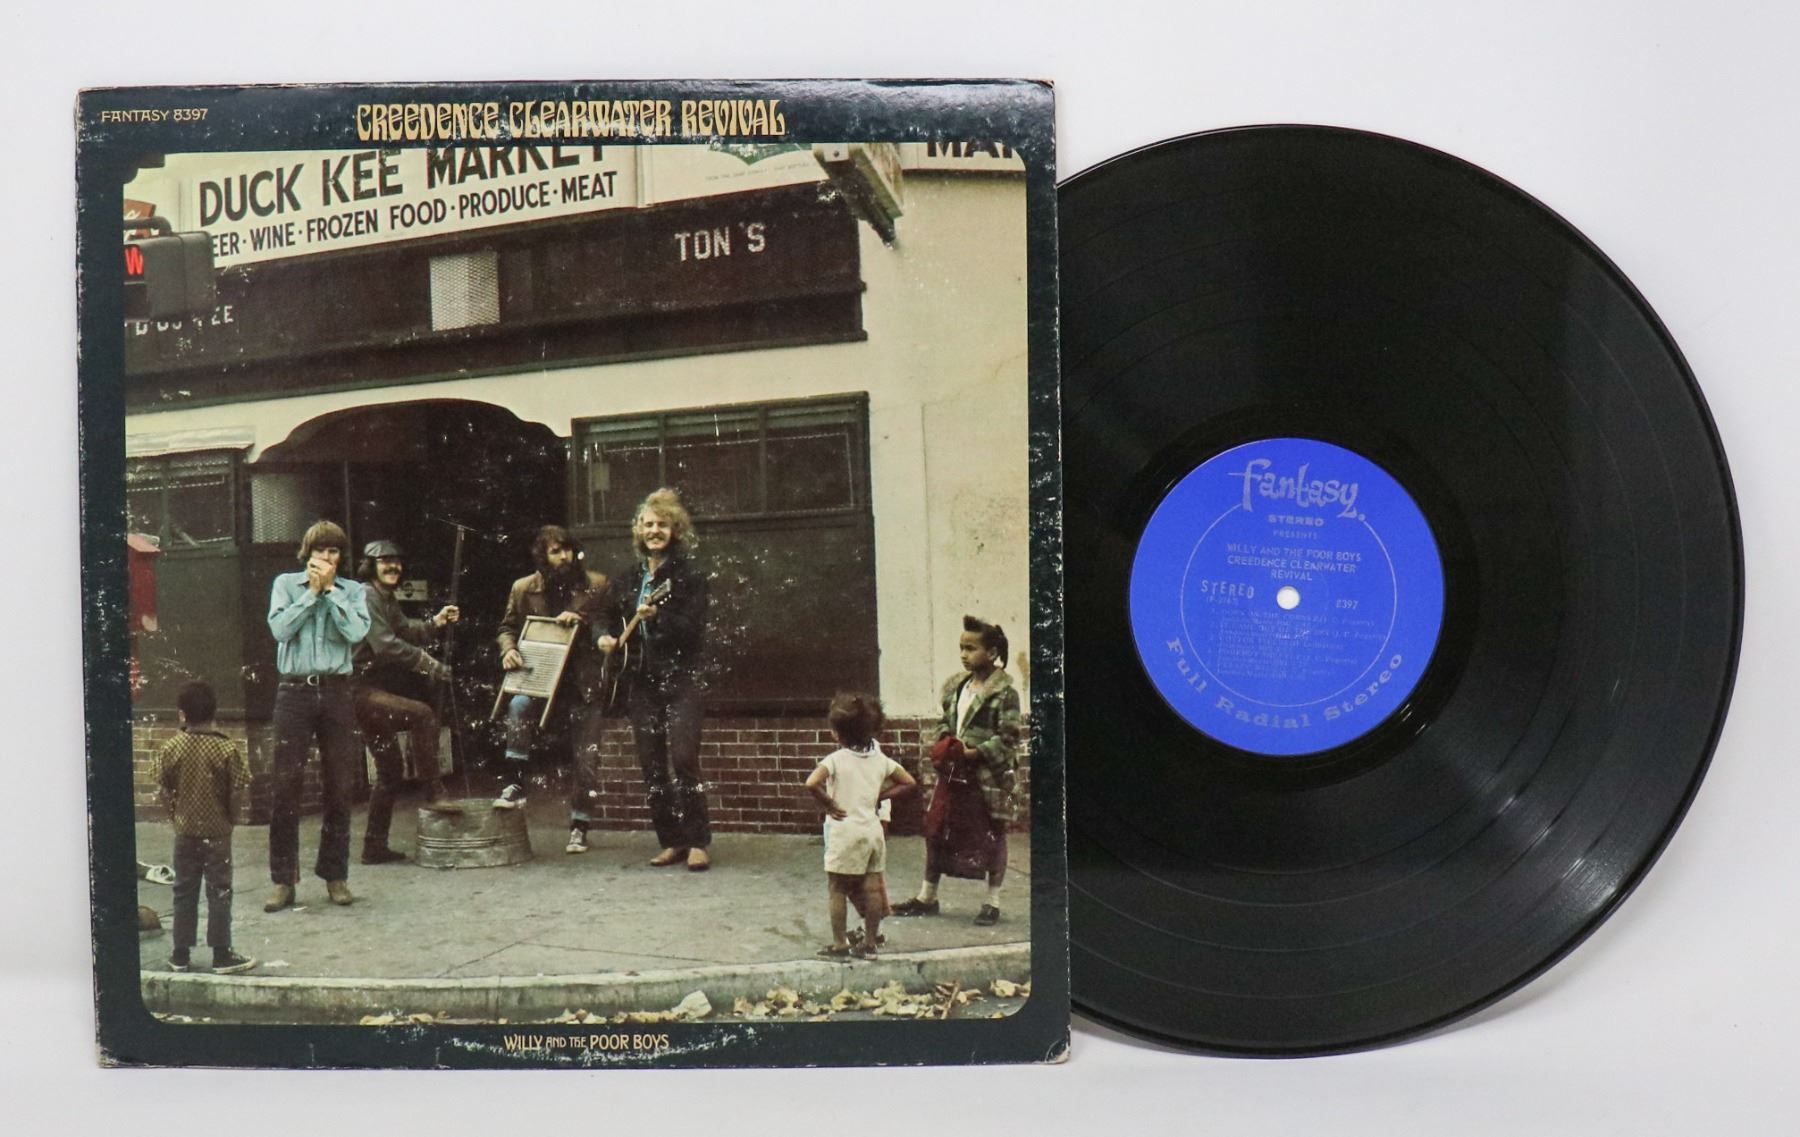 FANTASY 8397
CREEDENCE CLEARWATER REVIVAL
DUCK KEE MARKET
EER · WINE · FROZEN FOOD · PRODUCE · MEAT
MA
TON'S
W
WILLY AND THE POOR BOYS
Fantasy
STEREO
PRESENTS
WILLY AND THE POOR BOYS
CREEDENCE CLEARWATER
REVIVAL
STEREO
8397
Full Radial Stereo